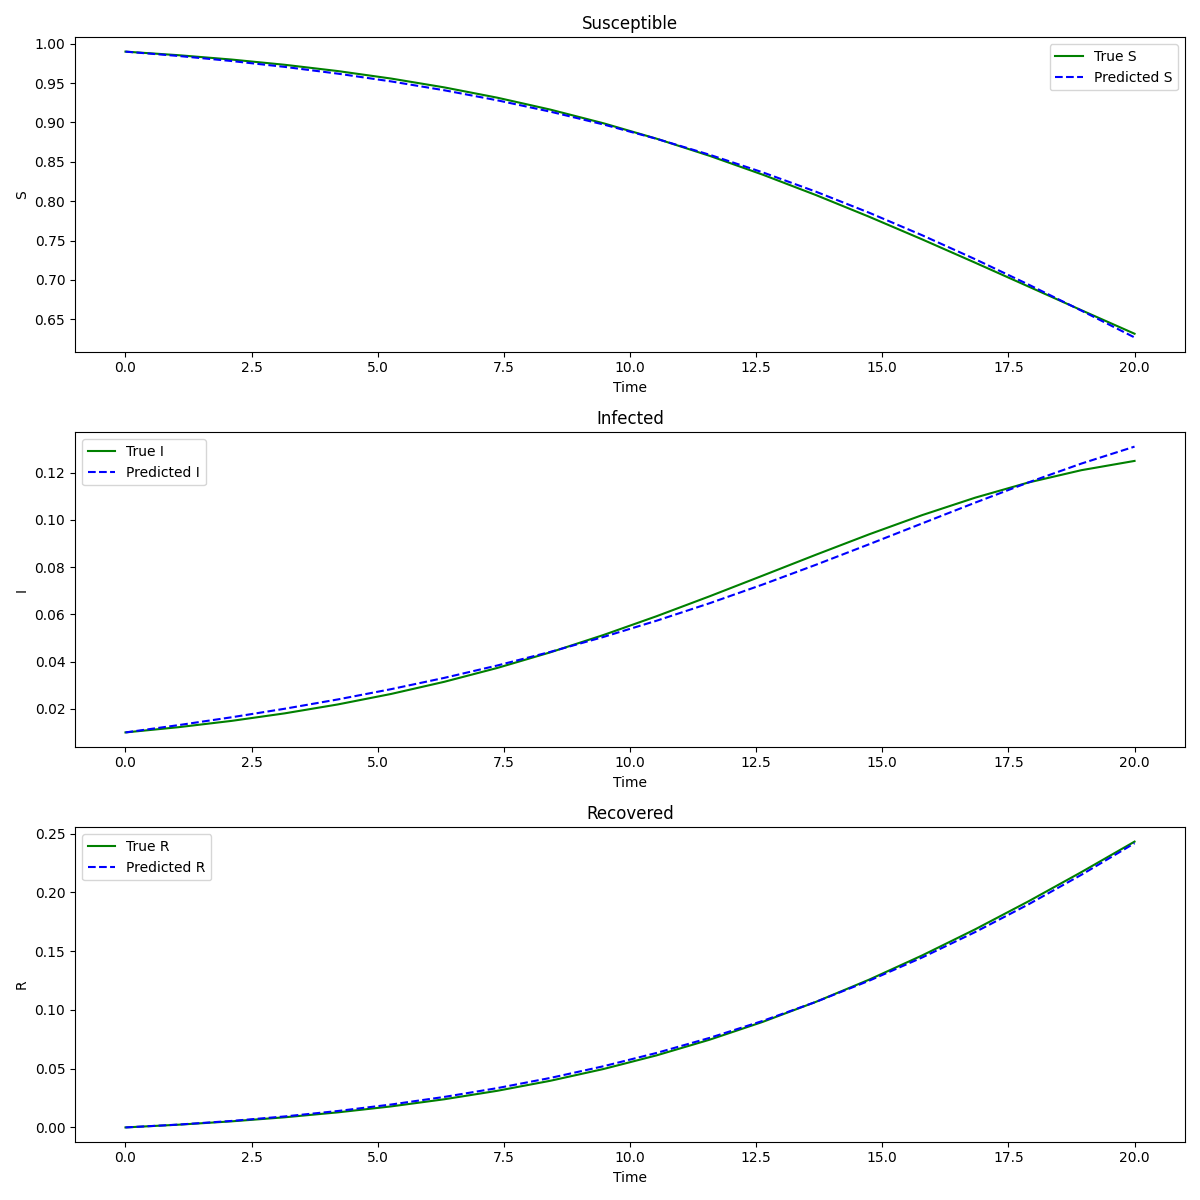 Susceptible
1.00
0.95
0.90
0.85
0.80
0.75
0.70
0.65
S
True S
Predicted S
0.0 2.5 5.0 7.5 10.0 12.5 15.0 17.5 20.0
Time
Infected
0.12
0.10
0.08
0.06
0.04
0.02
I
True I
Predicted I
0.0 2.5 5.0 7.5 10.0 12.5 15.0 17.5 20.0
Time
Recovered
0.25
0.20
0.15
0.10
0.05
0.00
R
True R
Predicted R
0.0 2.5 5.0 7.5 10.0 12.5 15.0 17.5 20.0
Time